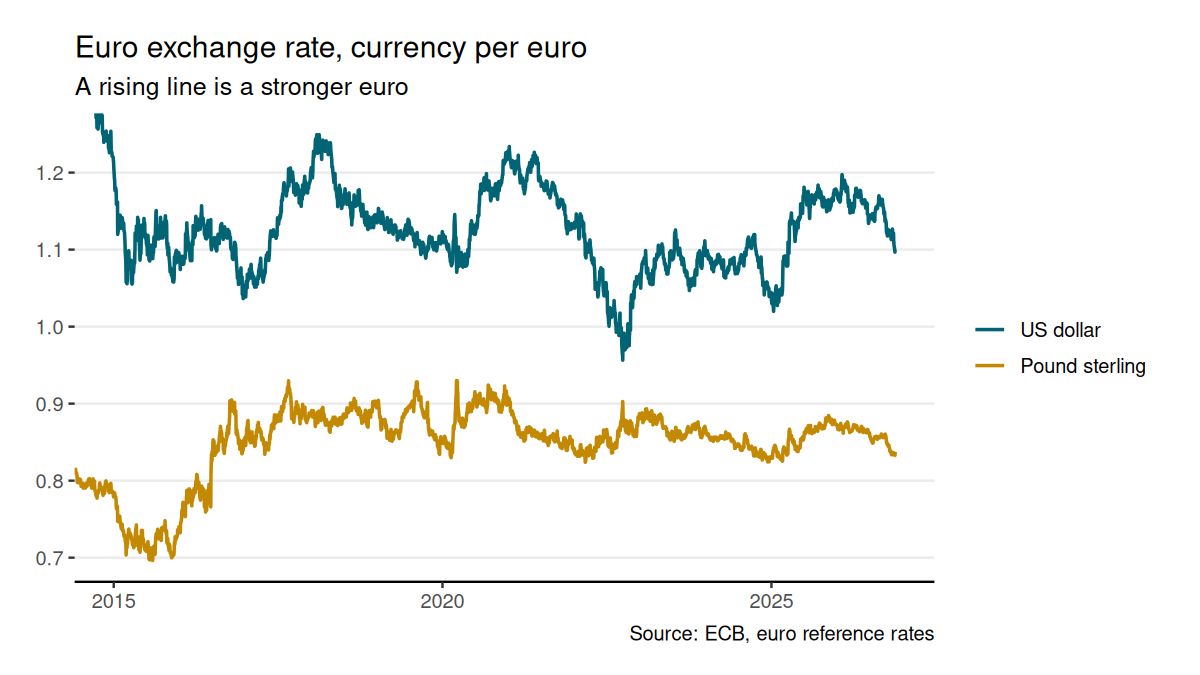 Euro exchange rate, currency per euro
A rising line is a stronger euro
1.2
1.1
1.0
0.9
0.8
0.7
2015
2020
2025
US dollar
Pound sterling
Source: ECB, euro reference rates